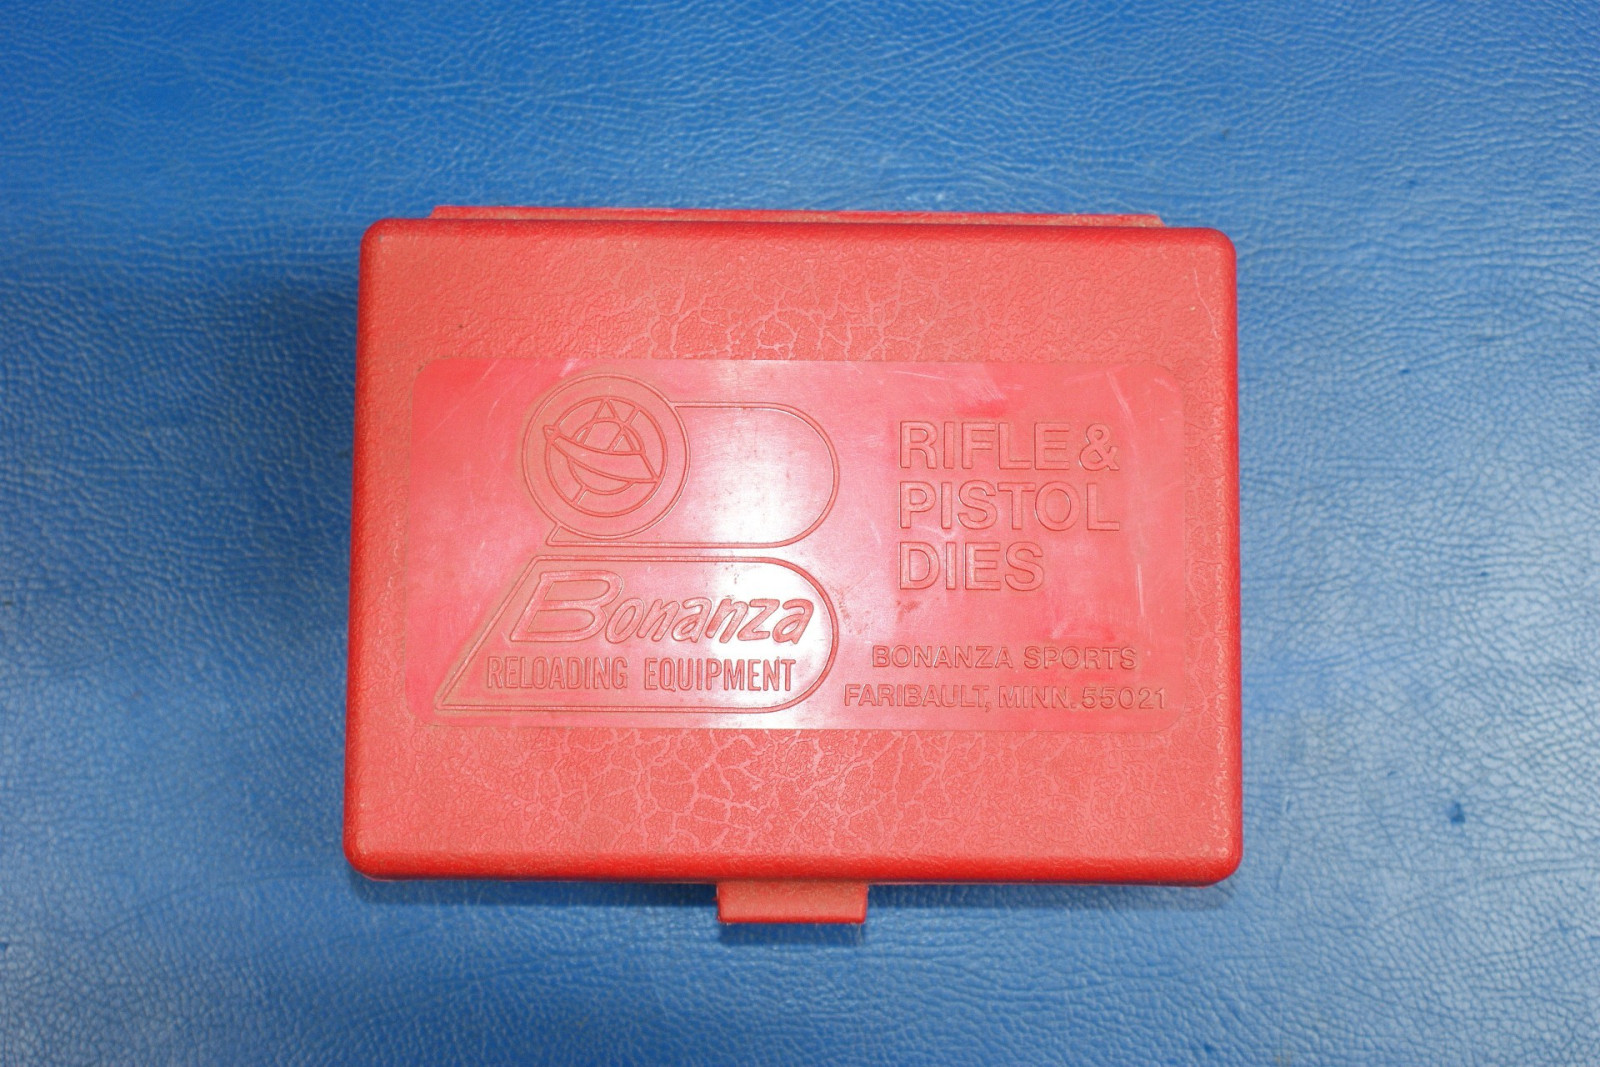 Bonanza
RELOADING EQUIPMENT
RIFLE &
PISTOL
DIES
BONANZA SPORTS
FARIBAULT, MINN. 55021